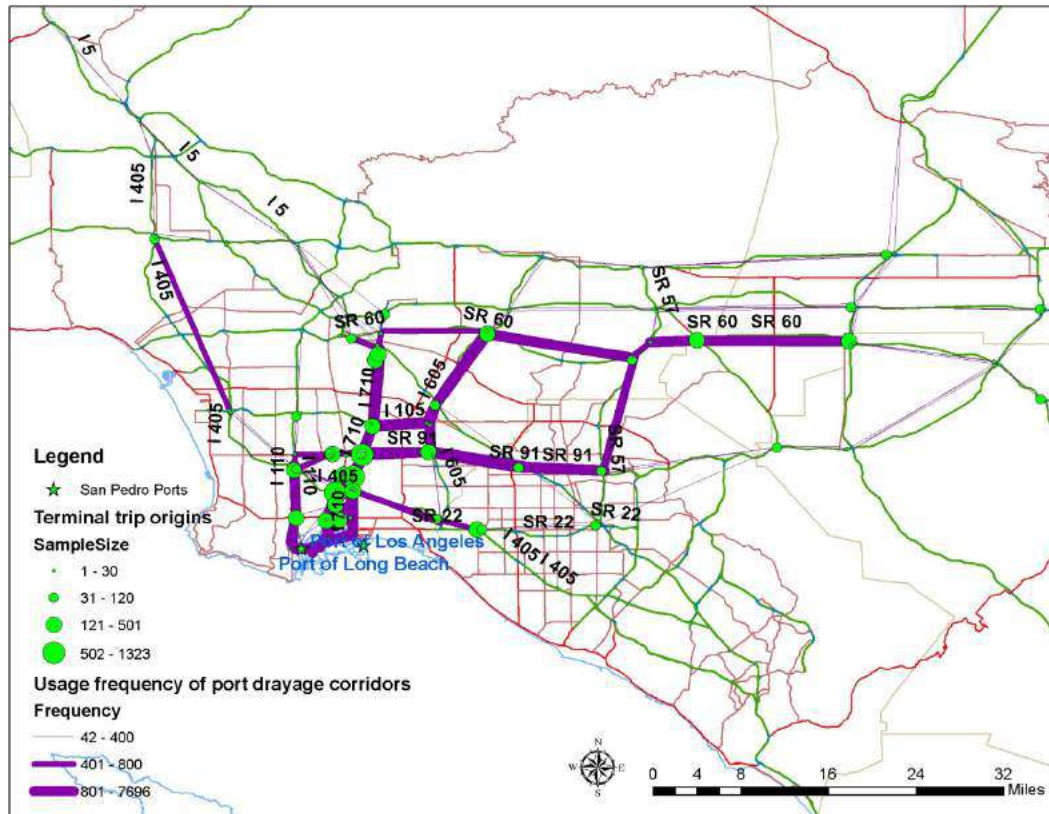 I 5
I 5
I 405
I 5
I 405
SR 57
SR 60
SR 60
SR 60
SR 60
I 710
I 605
I 105
I 405
I 710
SR 91
SR 57
I 110
I 605
SR 91
SR 91
I 110
I 405
I 710
SR 22
SR 22
SR 22
I 405
I 405
Port of Los Angeles
Port of Long Beach
Legend
San Pedro Ports
Terminal trip origins
SampleSize
1 - 30
31 - 120
121 - 501
502 - 1323
Usage frequency of port drayage corridors
Frequency
42 - 400
401 - 800
801 - 7696
N
W
E
S
0 4 8 16 24 32
Miles